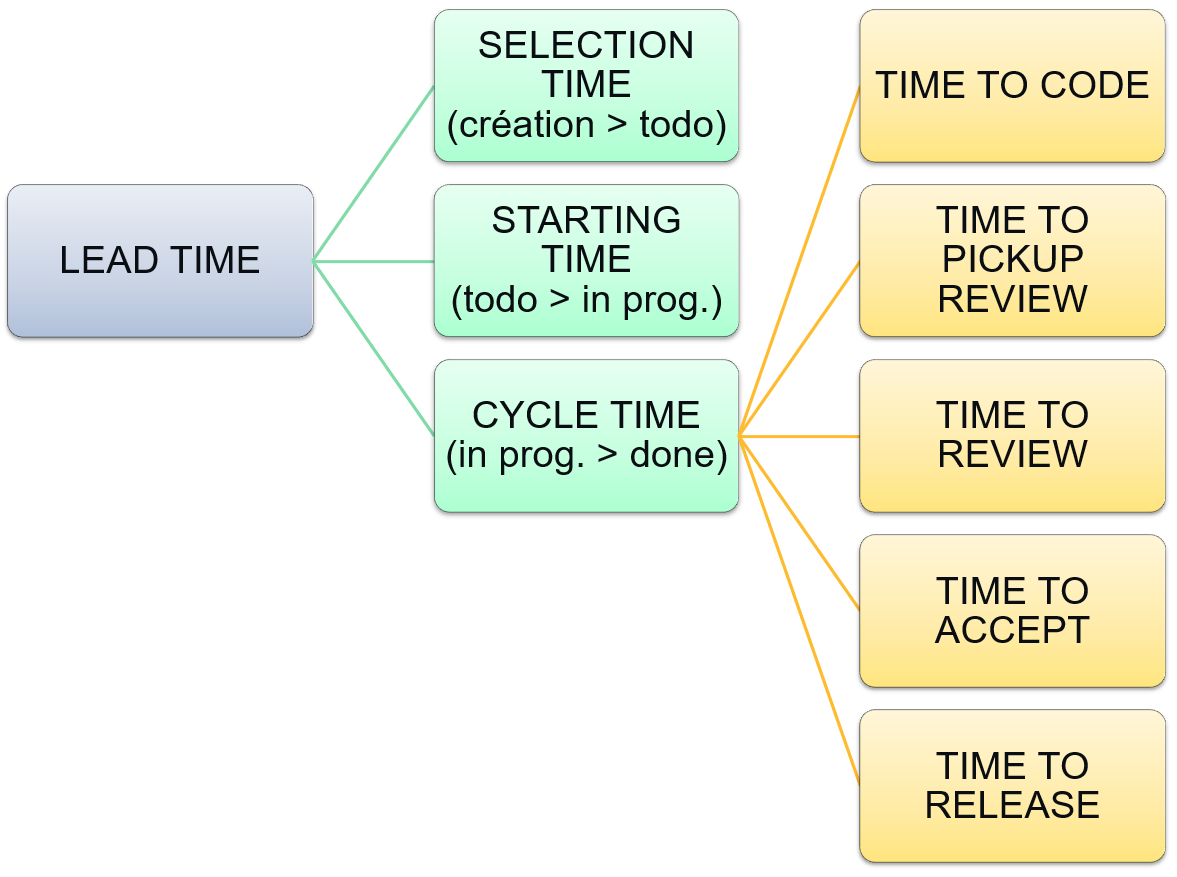 LEAD TIME
SELECTION
TIME
(création > todo)
STARTING
TIME
(todo > in prog.)
CYCLE TIME
(in prog. > done)
TIME TO CODE
TIME TO
PICKUP
REVIEW
TIME TO
REVIEW
TIME TO
ACCEPT
TIME TO
RELEASE